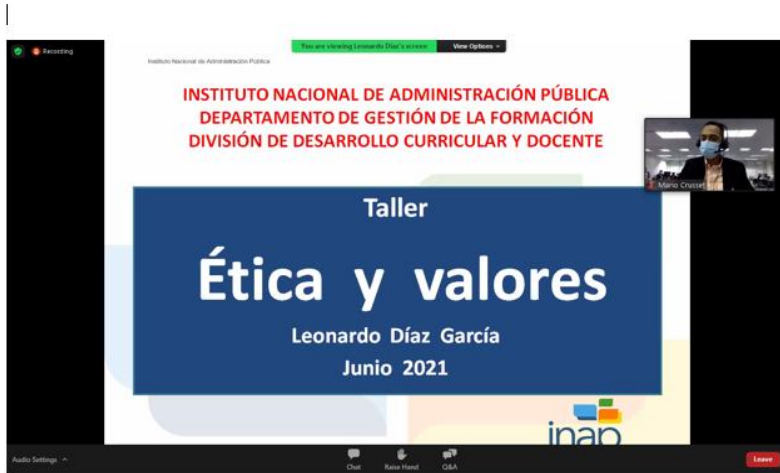 You are viewing Leonardo Díaz's screen
View Options
Recording
Instituto Nacional de Administración Pública
INSTITUTO NACIONAL DE ADMINISTRACIÓN PÚBLICA
DEPARTAMENTO DE GESTIÓN DE LA FORMACIÓN
DIVISIÓN DE DESARROLLO CURRICULAR Y DOCENTE
Mario Crusset
Taller
Ética y valores
Leonardo Díaz García
Junio 2021
inap
Audio Settings
Chat
Raise Hand
Q&A
Leave